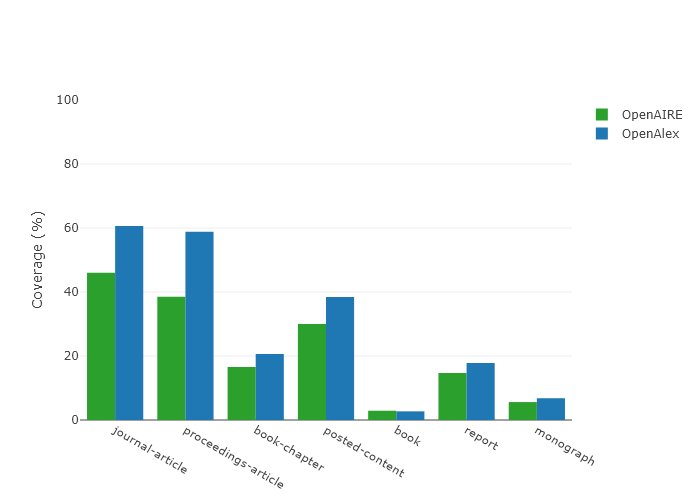 100
80
60
40
20
0
Coverage (%)
journal-article
proceedings-article
book-chapter
posted-content
book
report
monograph
OpenAIRE
OpenAlex